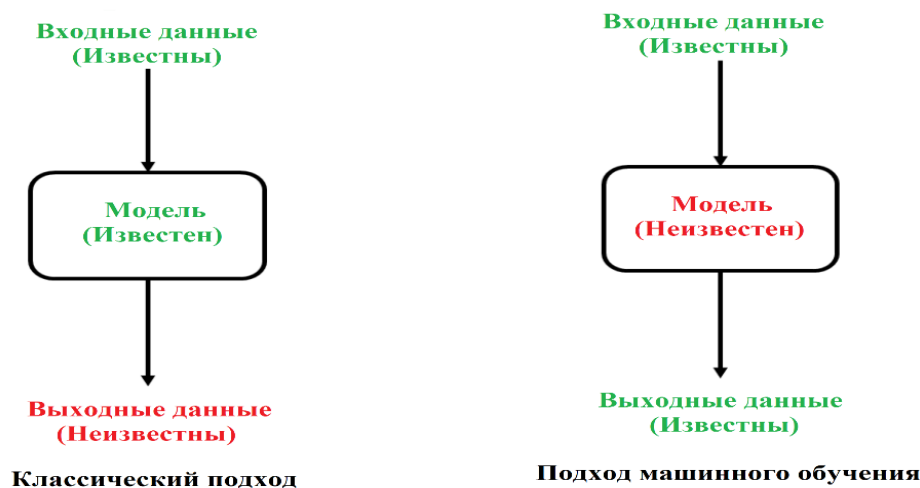 Входные данные
(Известны)
Модель
(Известен)
Выходные данные
(Неизвестны)
Классический подход
Входные данные
(Известны)
Модель
(Неизвестен)
Выходные данные
(Известны)
Подход машинного обучения